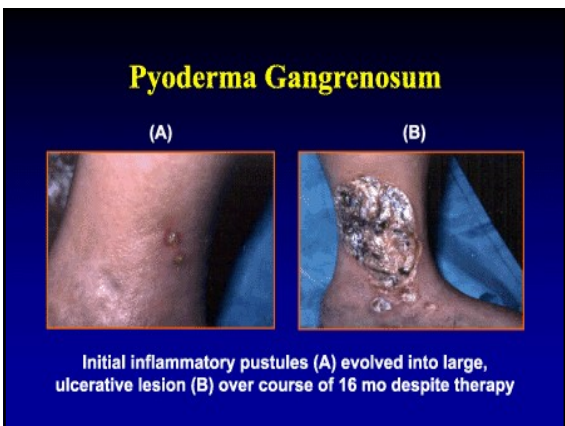 Pyoderma Gangrenosum
(A)
(B)
Initial inflammatory pustules (A) evolved into large,
ulcerative lesion (B) over course of 16 mo despite therapy